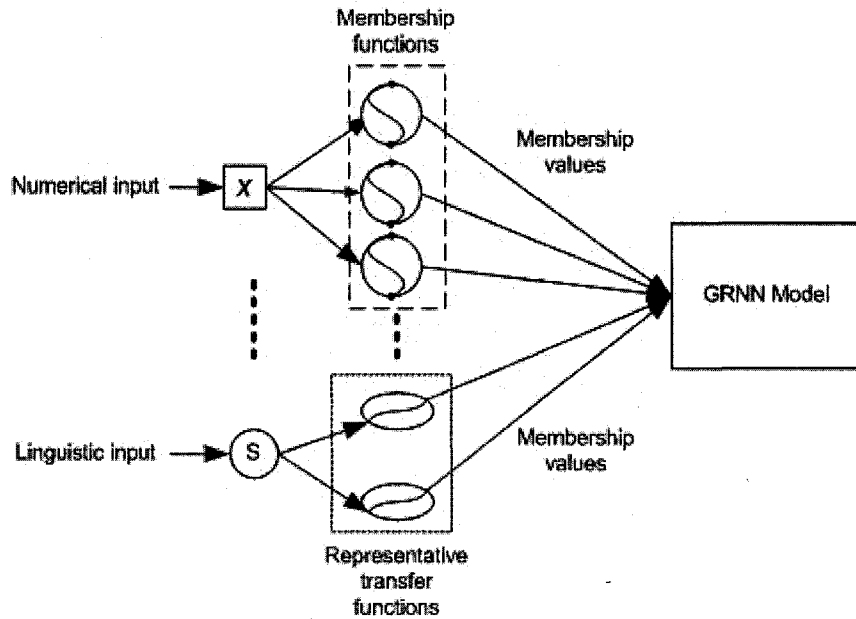 Membership
functions
Membership
values
Numerical input
X
GRNN Model
Linguistic input
S
Membership
values
Representative
transfer
functions